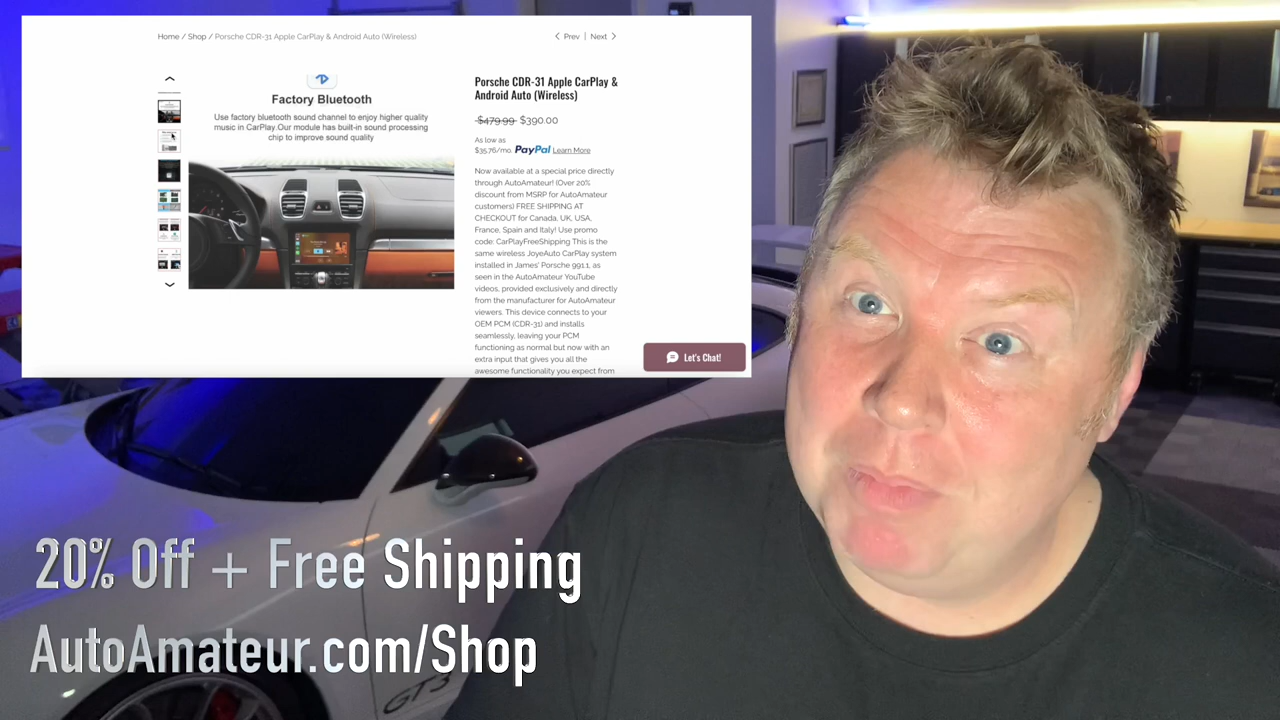 Home / Shop / Porsche CDR-31 Apple CarPlay & Android Auto (Wireless)
Prev | Next
Factory Bluetooth
Use factory bluetooth sound channel to enjoy higher quality
music in CarPlay.Our module has built-in sound processing
chip to improve sound quality
Porsche CDR-31 Apple CarPlay &
Android Auto (Wireless)
$479.99 $390.00
As low as
$35.76/mo. PayPal Learn More
Now available at a special price directly
through AutoAmateur! (Over 20%
discount from MSRP for AutoAmateur
customers) FREE SHIPPING AT
CHECKOUT for Canada, UK, USA,
France, Spain and Italy! Use promo
code: CarPlayFreeShipping This is the
same wireless JoyeAuto CarPlay system
installed in James' Porsche 991.1, as
seen in the AutoAmateur YouTube
videos, provided exclusively and directly
from the manufacturer for AutoAmateur
viewers. This device connects to your
OEM PCM (CDR-31) and installs
seamlessly, leaving your PCM
functioning as normal but now with an
extra input that gives you all the
awesome functionality you expect from
Let's Chat!
20% Off + Free Shipping
AutoAmateur.com/Shop
GT3